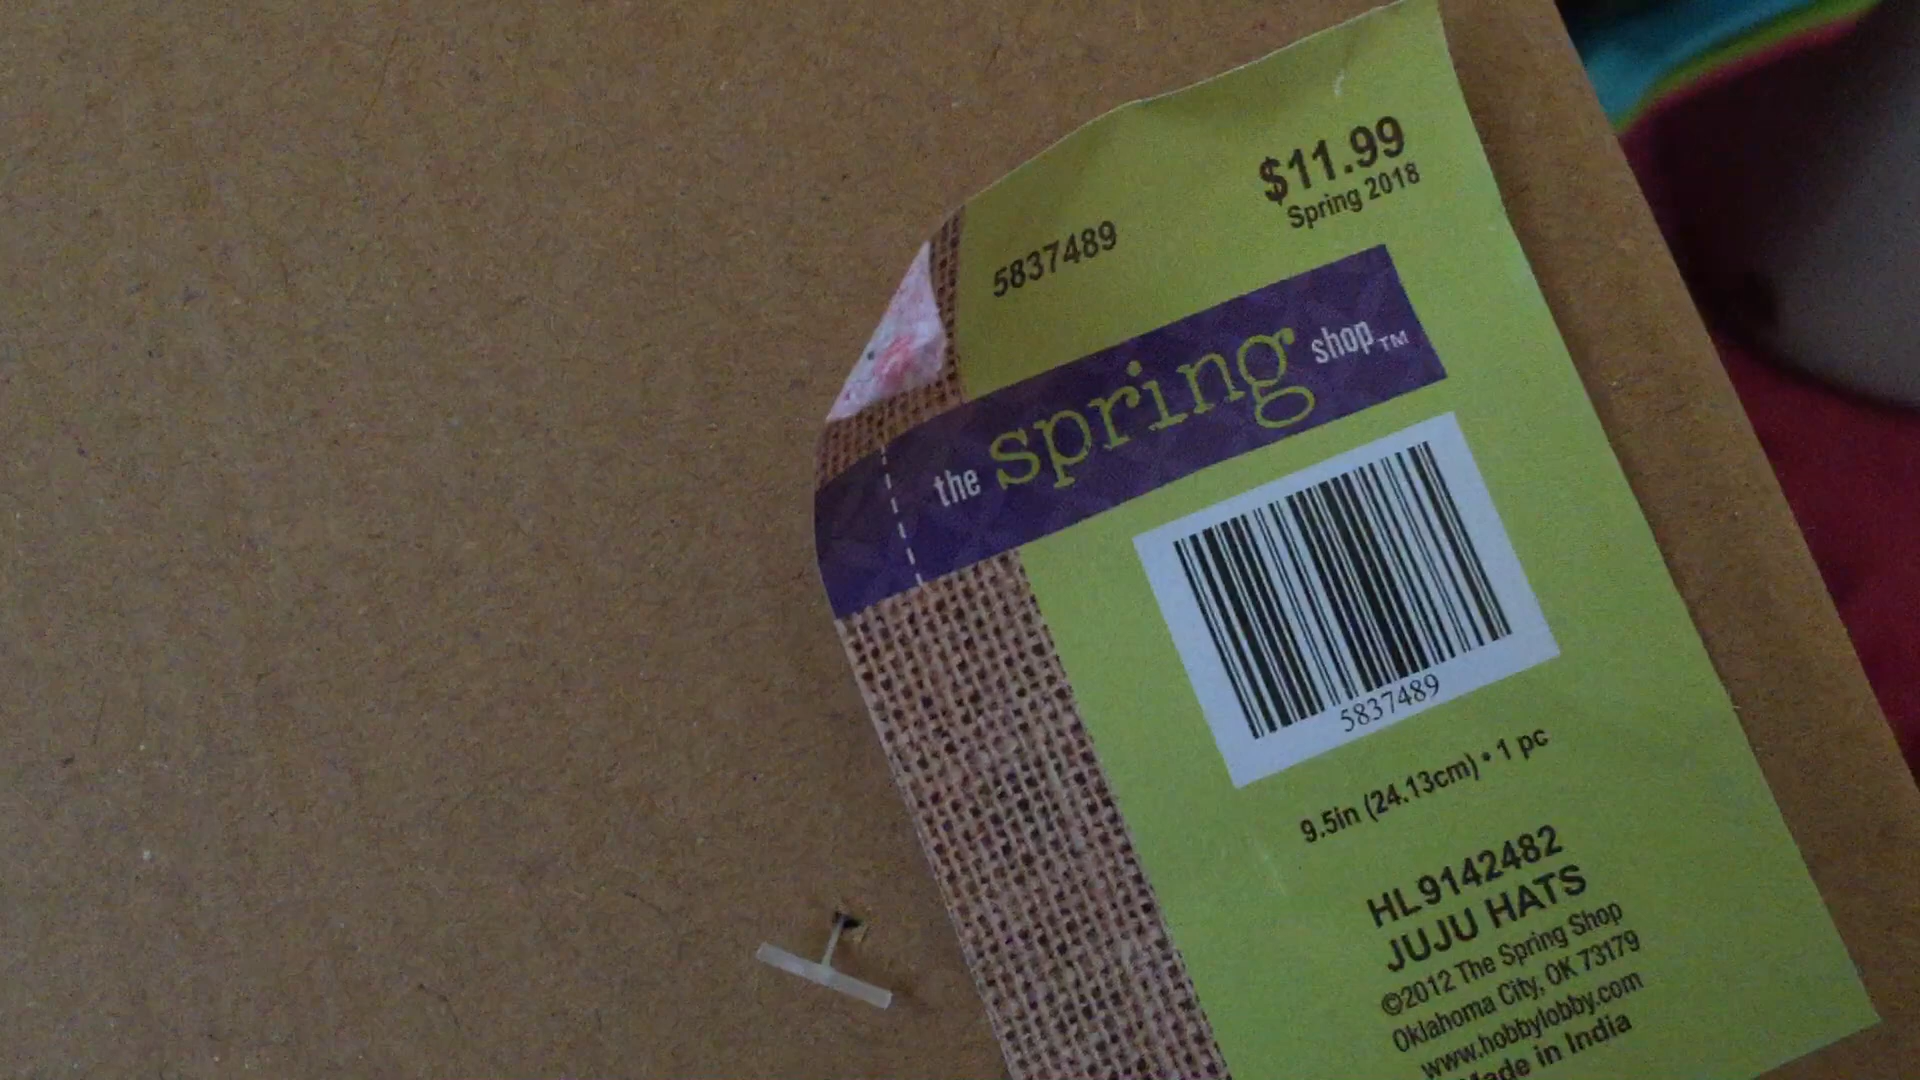 $11.99
Spring 2018
5837489
the spring shop™
5837489
9.5in (24.13cm) • 1 pc
HL9142482
JUJU HATS
©2012 The Spring Shop
Oklahoma City, OK 73179
www.hobbylobby.com
Made in India